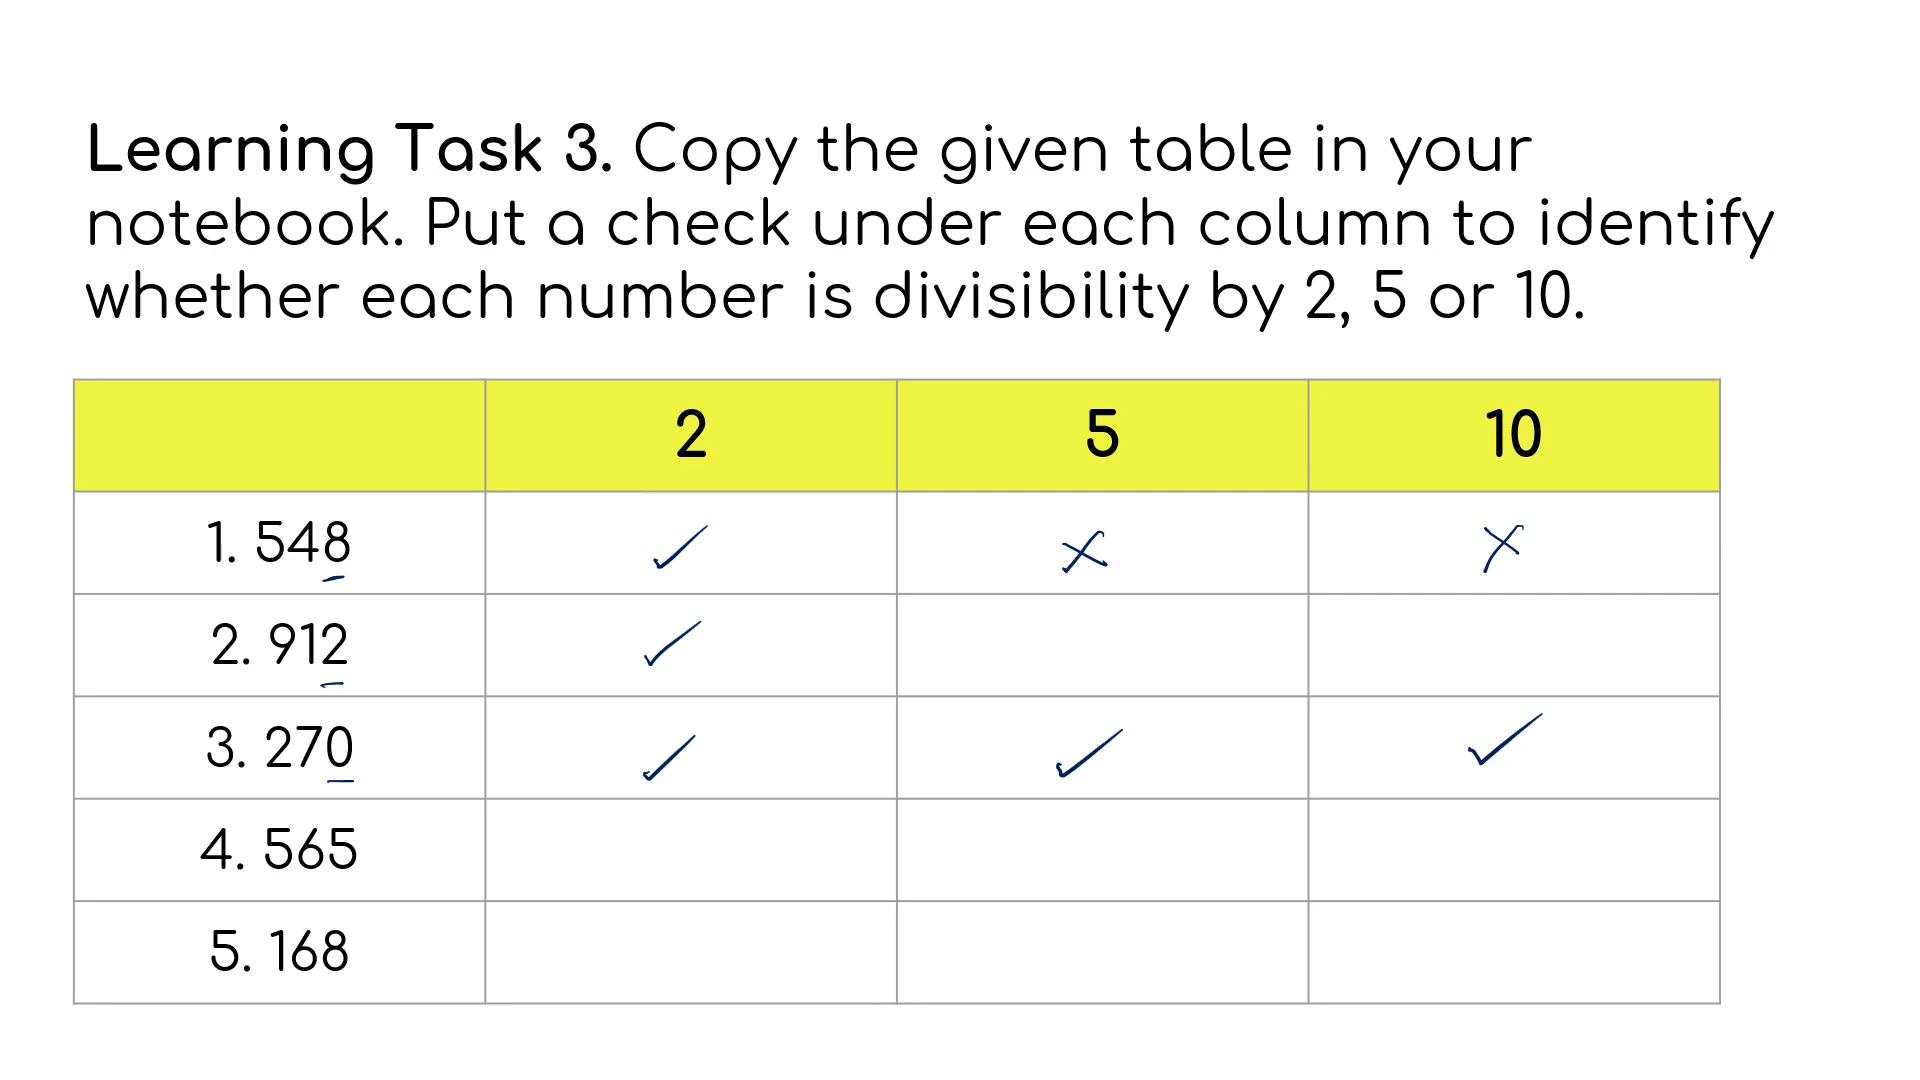 Learning Task 3. Copy the given table in your
notebook. Put a check under each column to identify
whether each number is divisibility by 2, 5 or 10.
2 5 10
1. 548 ✓ ✗ ✗
2. 912 ✓
3. 270 ✓ ✓ ✓
4. 565
5. 168